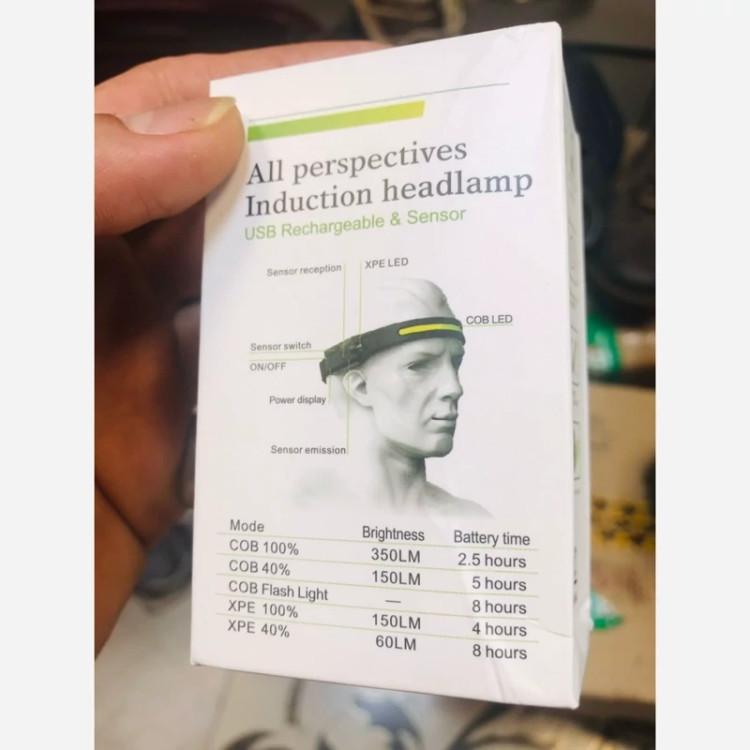 All perspectives
Induction headlamp
USB Rechargeable & Sensor
Sensor reception
XPE LED
COB LED
Sensor switch
ON/OFF
Power display
Sensor emission
Mode Brightness Battery time
COB 100% 350LM 2.5 hours
COB 40% 150LM 5 hours
COB Flash Light — 8 hours
XPE 100% 150LM 4 hours
XPE 40% 60LM 8 hours